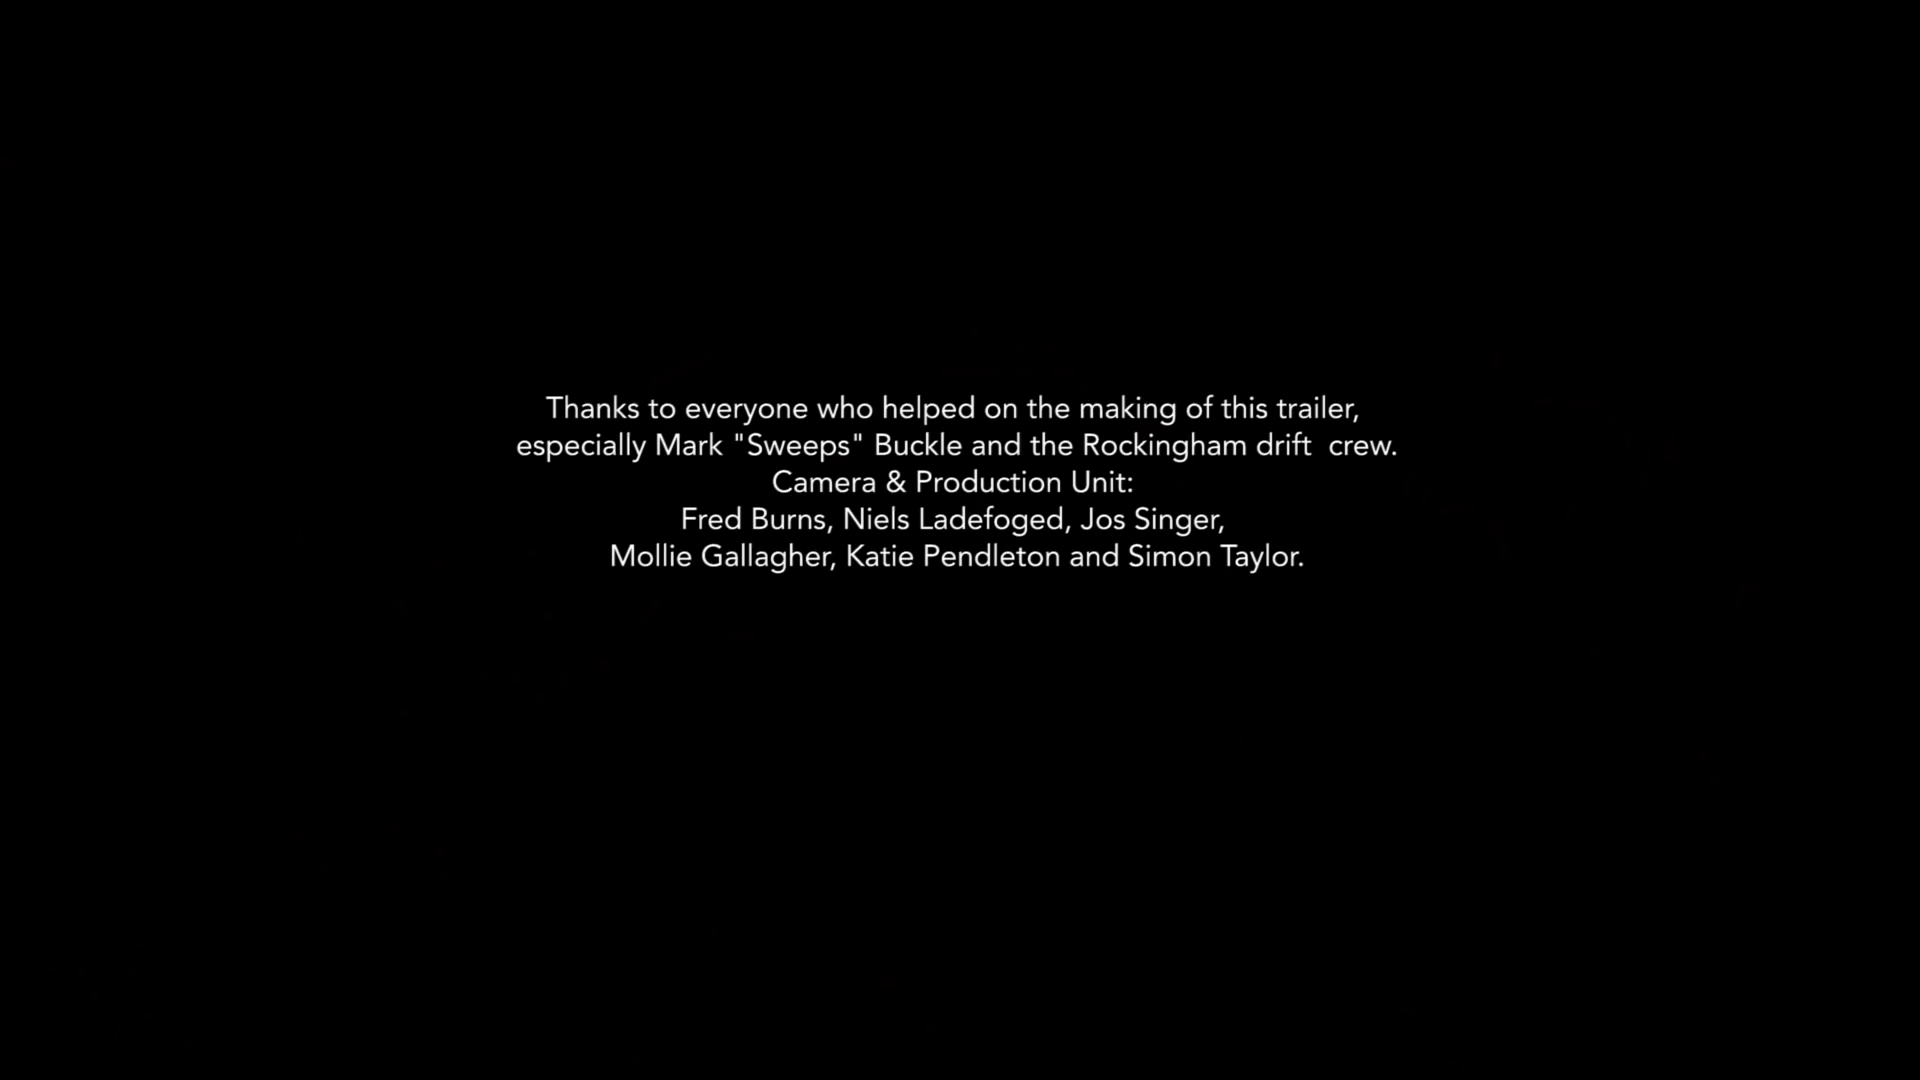 Thanks to everyone who helped on the making of this trailer,
especially Mark "Sweeps" Buckle and the Rockingham drift  crew.
Camera & Production Unit:
Fred Burns, Niels Ladefoged, Jos Singer,
Mollie Gallagher, Katie Pendleton and Simon Taylor.